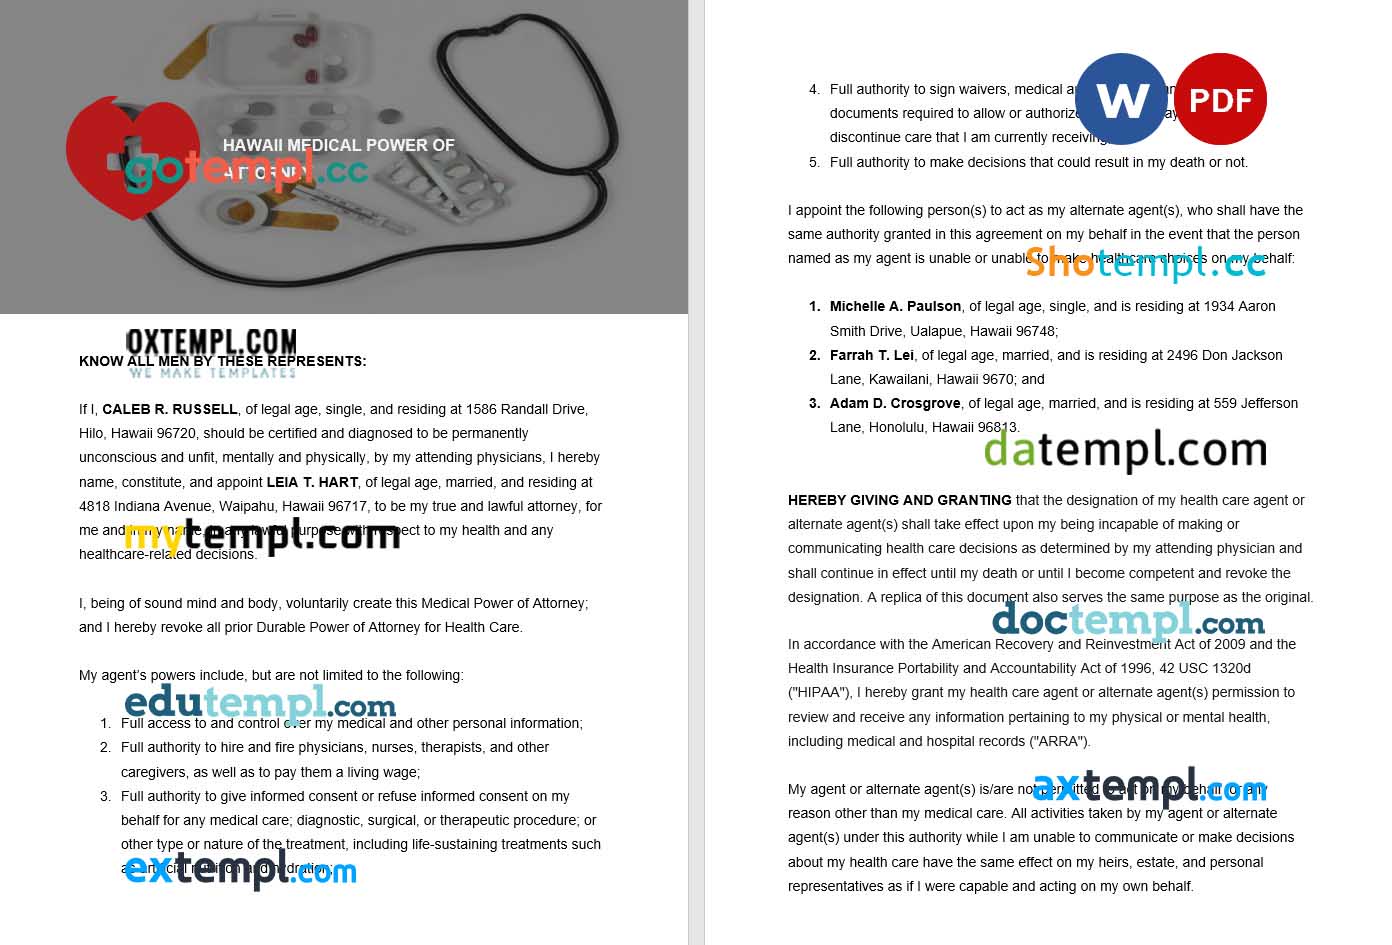 HAWAII MEDICAL POWER OF
ATTORNEY
gotempl.cc
OXTEMPL.COM
WE MAKE TEMPLATES
KNOW ALL MEN BY THESE REPRESENTS:
If I, CALEB R. RUSSELL, of legal age, single, and residing at 1586 Randall Drive,
Hilo, Hawaii 96720, should be certified and diagnosed to be permanently
unconscious and unfit, mentally and physically, by my attending physicians, I hereby
name, constitute, and appoint LEIA T. HART, of legal age, married, and residing at
4818 Indiana Avenue, Waipahu, Hawaii 96717, to be my true and lawful attorney, for
me and in my name, in any lawful purpose with respect to my health and any
mytempl.com
healthcare-related decisions.
I, being of sound mind and body, voluntarily create this Medical Power of Attorney;
and I hereby revoke all prior Durable Power of Attorney for Health Care.
My agent's powers include, but are not limited to the following:
edutempl.com
1. Full access to and control over my medical and other personal information;
2. Full authority to hire and fire physicians, nurses, therapists, and other
caregivers, as well as to pay them a living wage;
3. Full authority to give informed consent or refuse informed consent on my
behalf for any medical care; diagnostic, surgical, or therapeutic procedure; or
other type or nature of the treatment, including life-sustaining treatments such
as artificial nutrition and hydration;
extempl.com
4. Full authority to sign waivers, medical
documents required to allow or authorize
discontinue care that I am currently receiving;
W
PDF
5. Full authority to make decisions that could result in my death or not.
I appoint the following person(s) to act as my alternate agent(s), who shall have the
same authority granted in this agreement on my behalf in the event that the person
named as my agent is unable or unable to make healthcare choices on my behalf:
Shotempl.cc
1. Michelle A. Paulson, of legal age, single, and is residing at 1934 Aaron
Smith Drive, Ualapue, Hawaii 96748;
2. Farrah T. Lei, of legal age, married, and is residing at 2496 Don Jackson
Lane, Kawailani, Hawaii 9670; and
3. Adam D. Crosgrove, of legal age, married, and is residing at 559 Jefferson
Lane, Honolulu, Hawaii 96813.
datempl.com
HEREBY GIVING AND GRANTING that the designation of my health care agent or
alternate agent(s) shall take effect upon my being incapable of making or
communicating health care decisions as determined by my attending physician and
shall continue in effect until my death or until I become competent and revoke the
designation. A replica of this document also serves the same purpose as the original.
doctempl.com
In accordance with the American Recovery and Reinvestment Act of 2009 and the
Health Insurance Portability and Accountability Act of 1996, 42 USC 1320d
("HIPAA"), I hereby grant my health care agent or alternate agent(s) permission to
review and receive any information pertaining to my physical or mental health,
including medical and hospital records ("ARRA").
My agent or alternate agent(s) is/are not permitted to act on my behalf for any
axtempl.com
reason other than my medical care. All activities taken by my agent or alternate
agent(s) under this authority while I am unable to communicate or make decisions
about my health care have the same effect on my heirs, estate, and personal
representatives as if I were capable and acting on my own behalf.